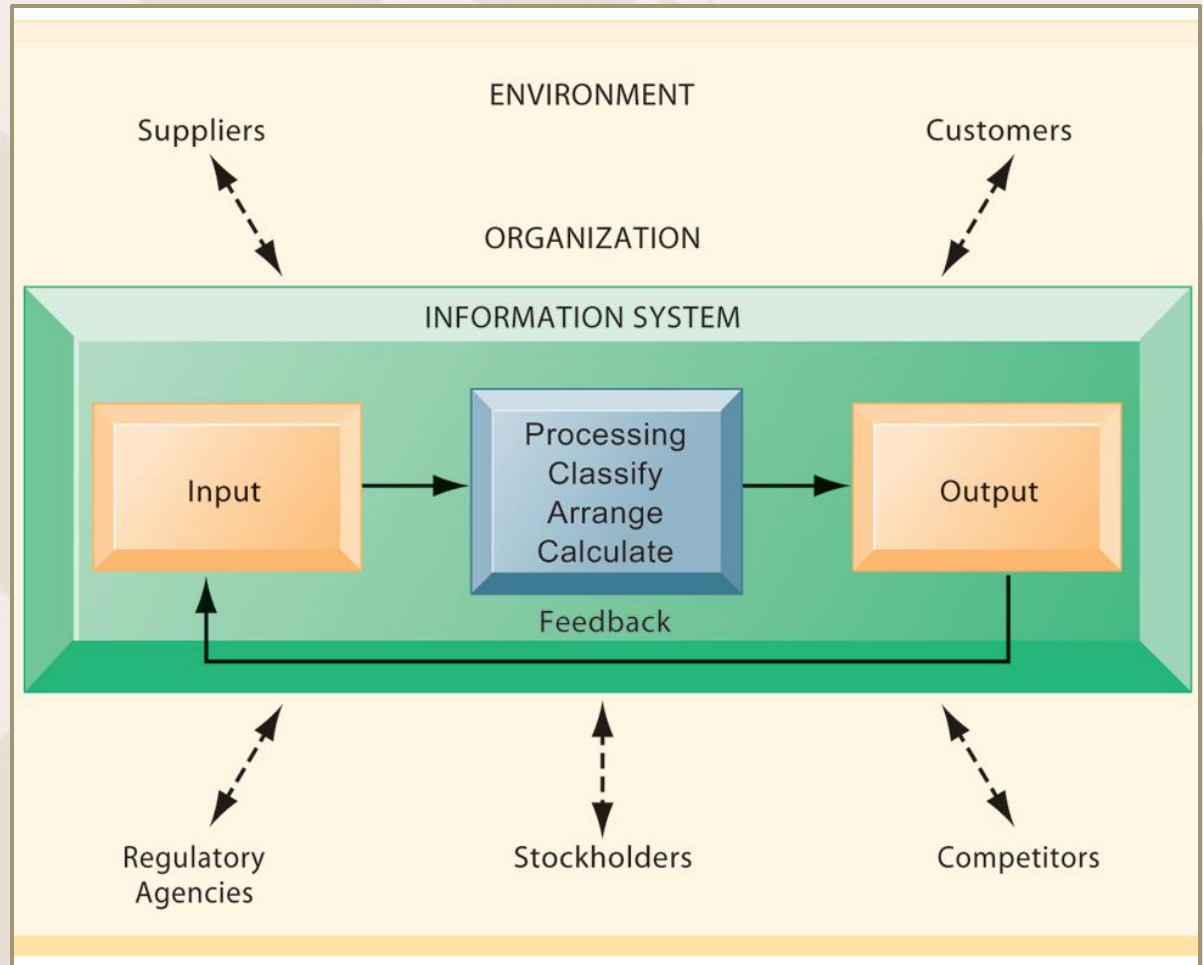 ENVIRONMENT
Suppliers
Customers
ORGANIZATION
INFORMATION SYSTEM
Input
Processing
Classify
Arrange
Calculate
Output
Feedback
Regulatory
Agencies
Stockholders
Competitors